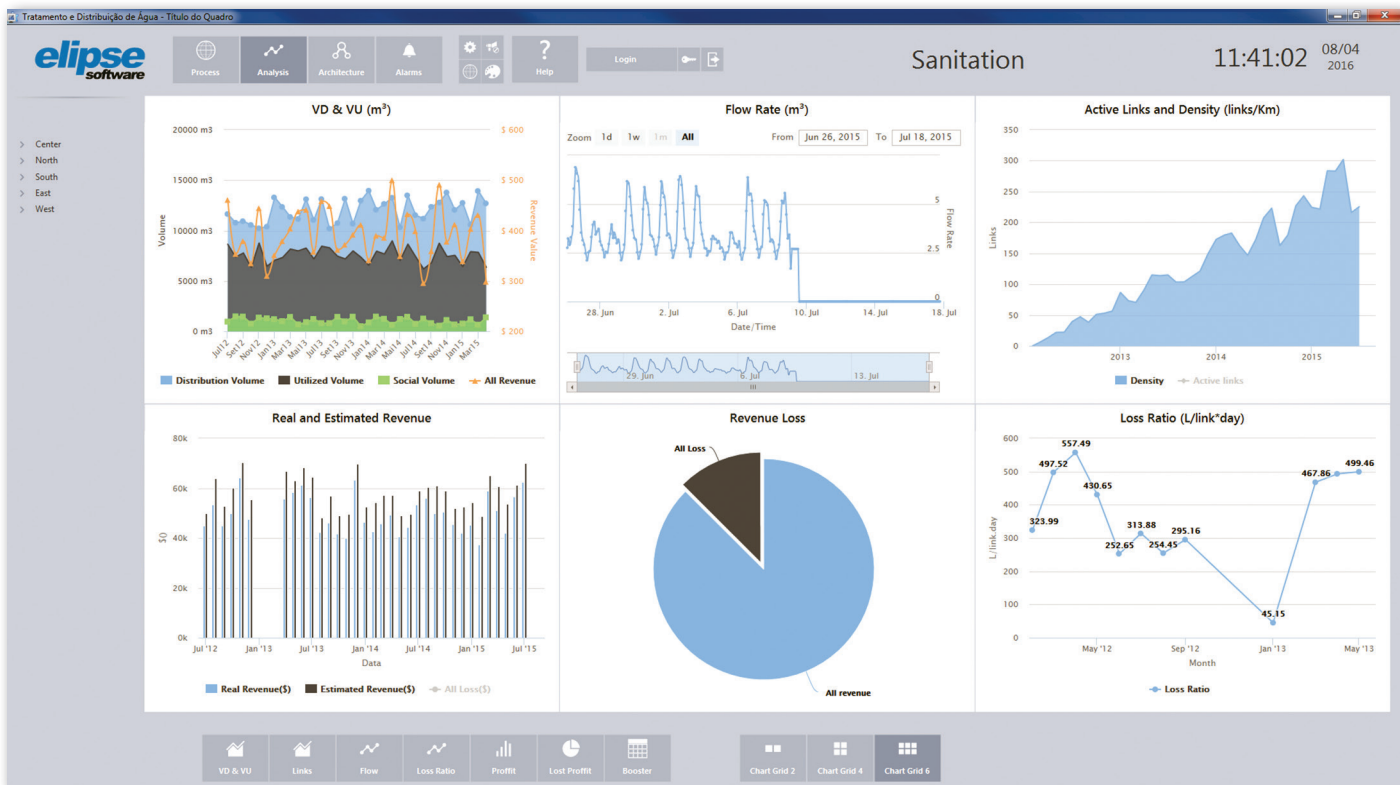 Tratamento e Distribuição de Água - Título do Quadro
elipse
software
Process
Analysis
Architecture
Alarms
?
Help
Login
Sanitation
11:41:02
08/04
2016
Center
North
South
East
West
VD & VU (m³)
20000 m3
15000 m3
10000 m3
5000 m3
0 m3
Volume
$ 600
$ 500
$ 400
$ 300
$ 200
Revenue Value
Jul12 Set12 Nov12 Jan13 Mar13 Mai13 Jul13 Set13 Nov13 Jan14 Mar14 Mai14 Jul14 Set14 Nov14 Jan15 Mar15
Distribution Volume Utilized Volume Social Volume All Revenue
Flow Rate (m³)
Zoom 1d 1w 1m All From Jun 26, 2015 To Jul 18, 2015
5
2.5
0
Flow Rate
28. Jun 2. Jul 6. Jul 10. Jul 14. Jul 18. Jul
Date/Time
29. Jun 6. Jul 13. Jul
Active Links and Density (links/Km)
350
300
250
200
150
100
50
0
Links
2013 2014 2015
Density Active links
Real and Estimated Revenue
80k
60k
40k
20k
0k
$()
Jul '12 Jan '13 Jul '13 Jan '14 Jul '14 Jan '15 Jul '15
Data
Real Revenue($) Estimated Revenue($) All Loss($)
Revenue Loss
All Loss
All revenue
Loss Ratio (L/link*day)
600
500
400
300
200
100
0
L/link.day
323.99
497.52
557.49
430.65
252.65
313.88
254.45
295.16
45.15
467.86
499.46
May '12 Sep '12 Jan '13 May '13
Month
Loss Ratio
VD & VU
Links
Flow
Loss Ratio
Proffit
Lost Proffit
Booster
Chart Grid 2
Chart Grid 4
Chart Grid 6